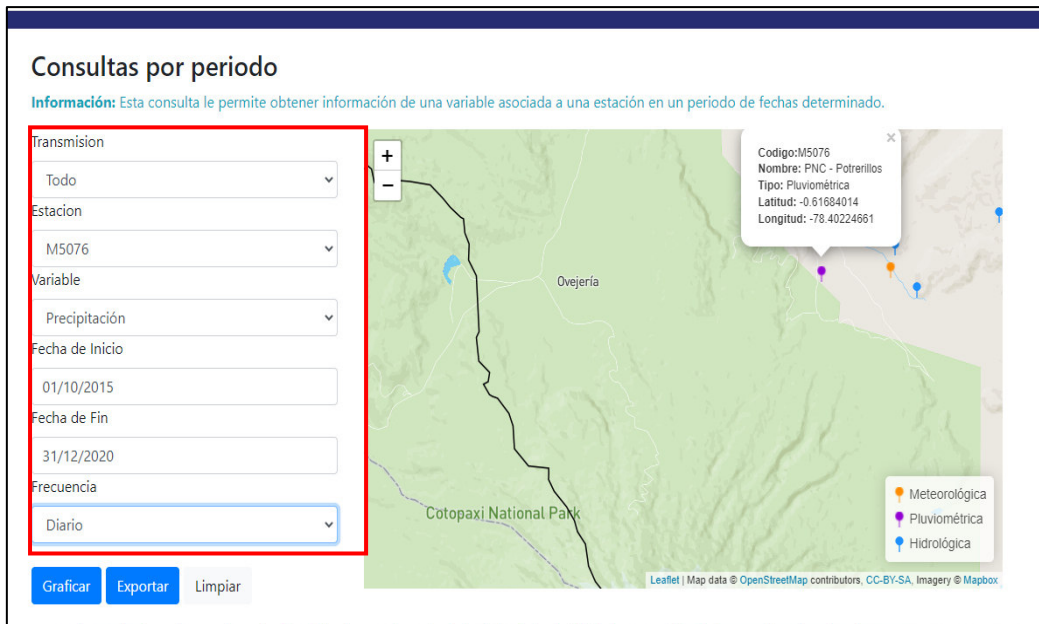 Consultas por periodo
Información: Esta consulta le permite obtener información de una variable asociada a una estación en un periodo de fechas determinado.
Transmision
Todo
Estacion
M5076
Variable
Precipitación
Fecha de Inicio
01/10/2015
Fecha de Fin
31/12/2020
Frecuencia
Diario
Graficar
Exportar
Limpiar
+
−
×
Codigo:M5076
Nombre: PNC - Potrerillos
Tipo: Pluviométrica
Latitud: -0.61684014
Longitud: -78.40224661
Ovejería
Cotopaxi National Park
Meteorológica
Pluviométrica
Hidrológica
Leaflet | Map data © OpenStreetMap contributors, CC-BY-SA, Imagery © Mapbox